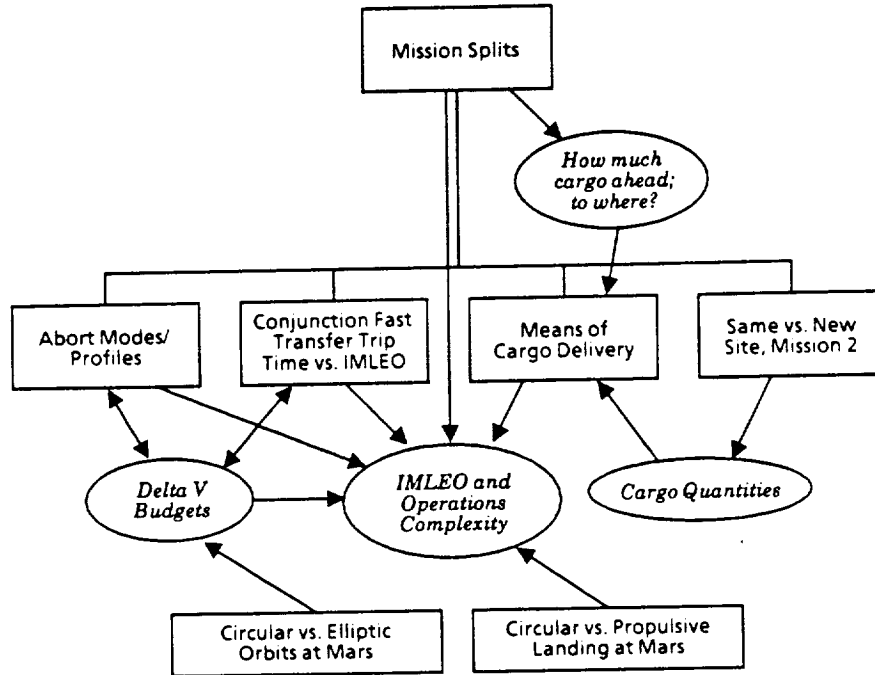 Mission Splits
How much
cargo ahead;
to where?
Abort Modes/
Profiles
Conjunction Fast
Transfer Trip
Time vs. IMLEO
Means of
Cargo Delivery
Same vs. New
Site, Mission 2
Delta V
Budgets
IMLEO and
Operations
Complexity
Cargo Quantities
Circular vs. Elliptic
Orbits at Mars
Circular vs. Propulsive
Landing at Mars